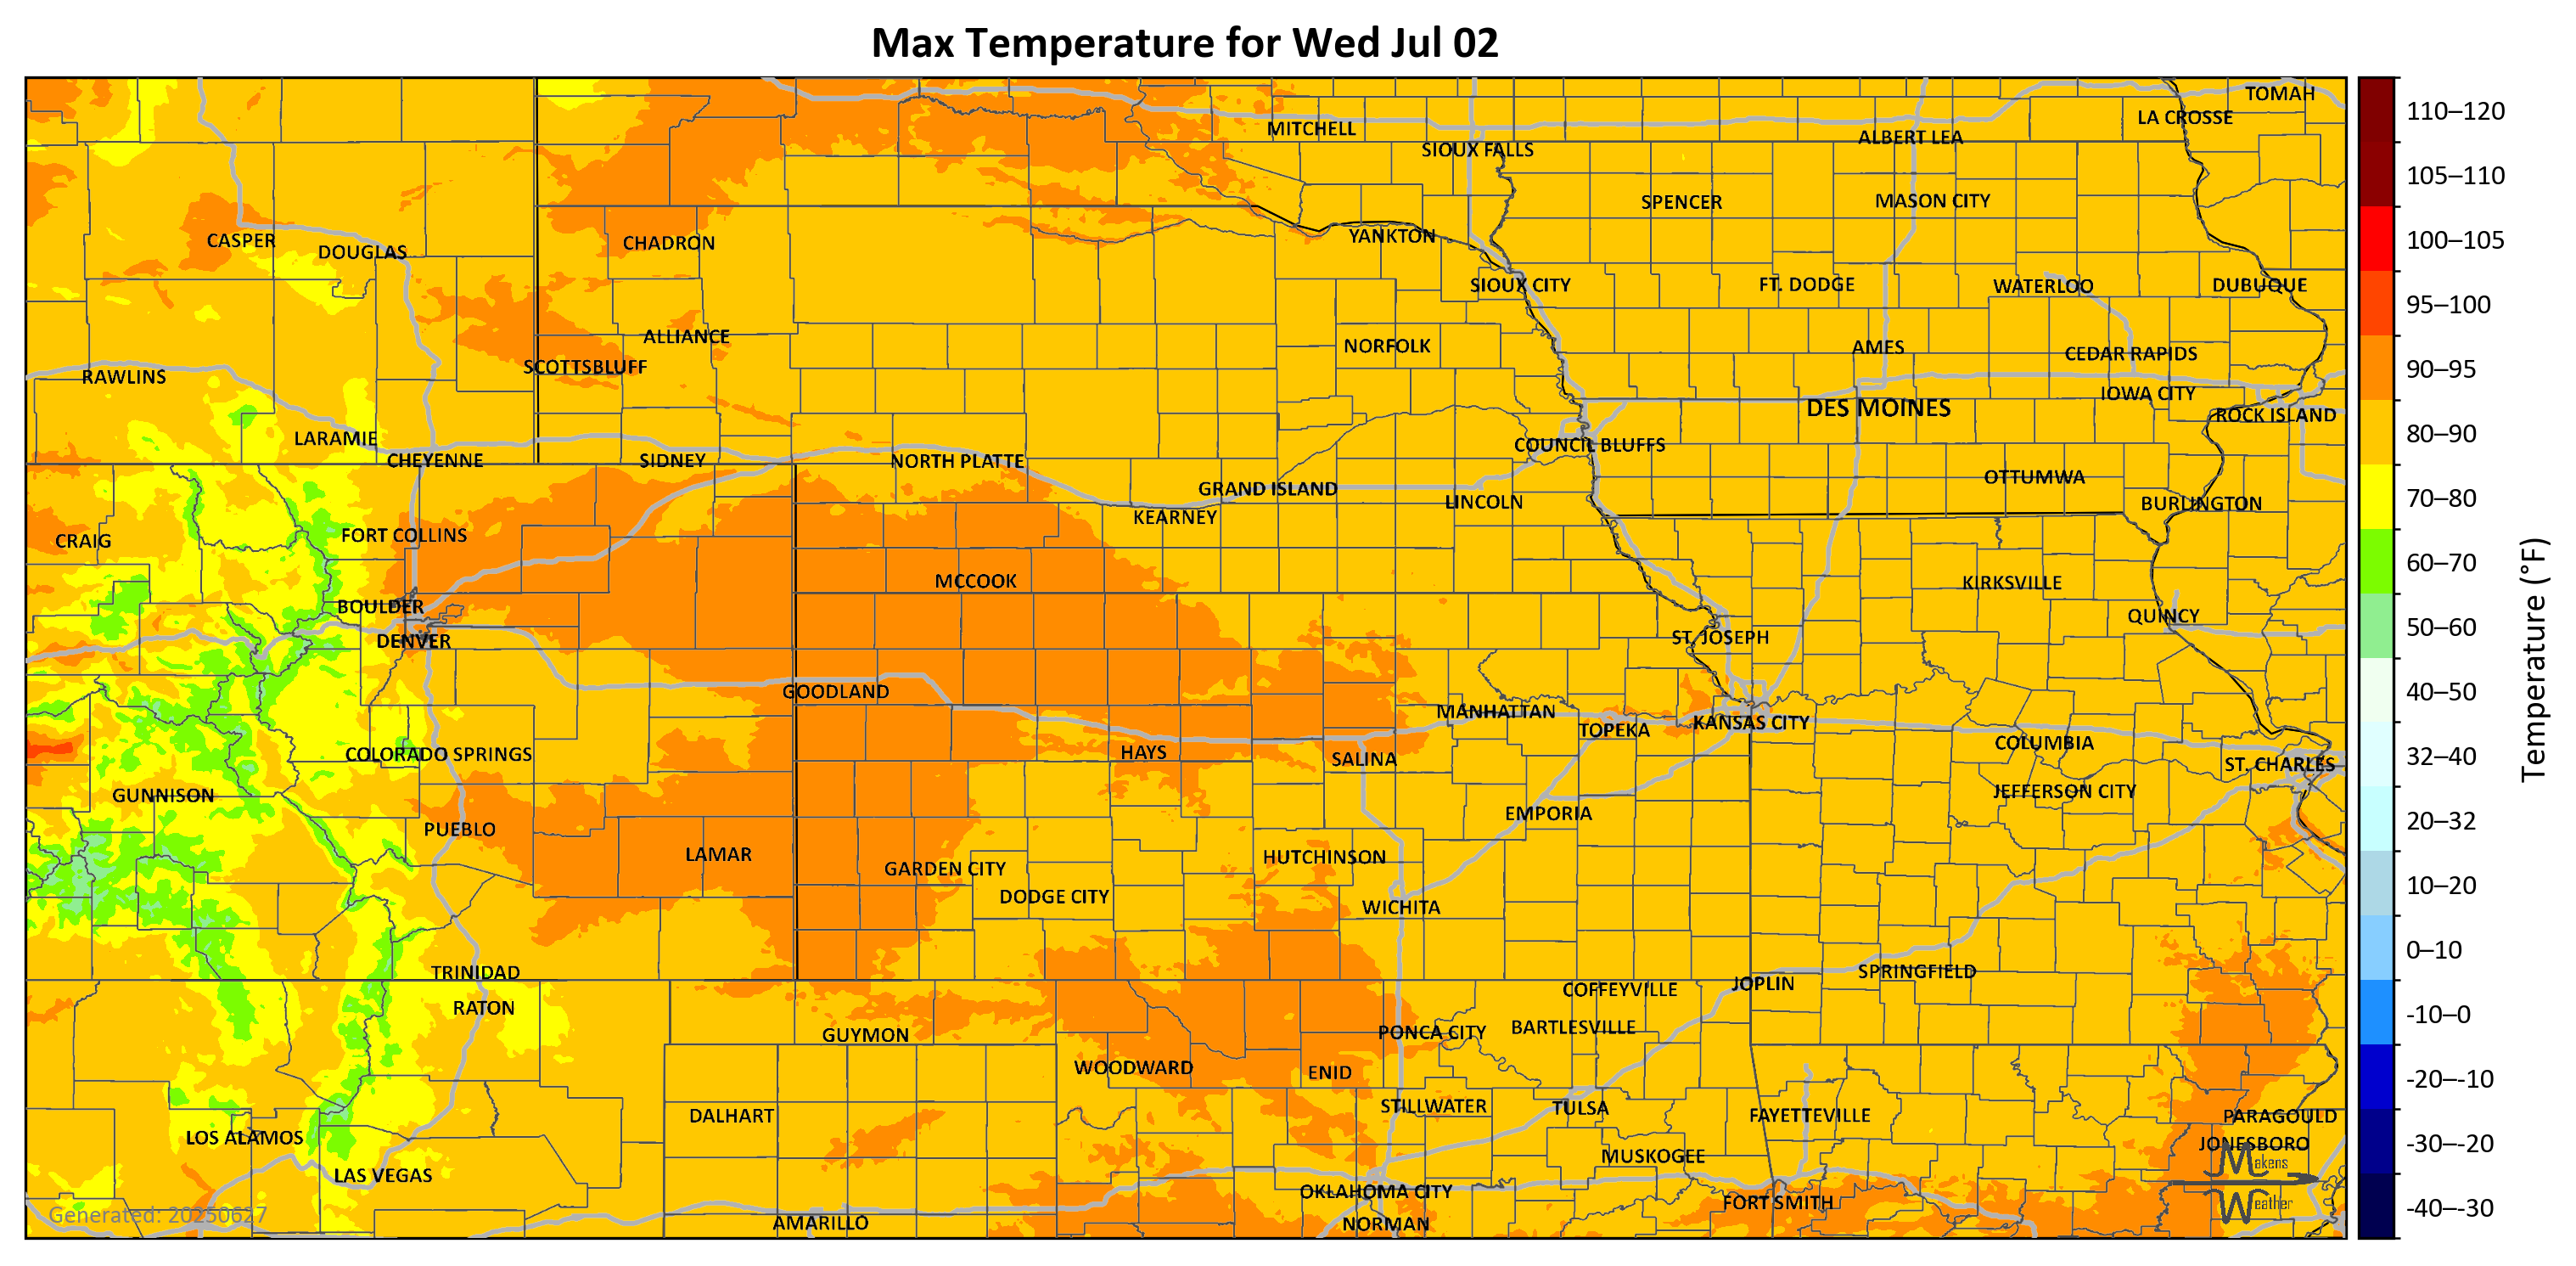 Max Temperature for Wed Jul 02
TOMAH
LA CROSSE
MITCHELL
ALBERT LEA
SIOUX FALLS
SPENCER
MASON CITY
CASPER
DOUGLAS
CHADRON
YANKTON
SIOUX CITY
FT. DODGE
WATERLOO
DUBUQUE
ALLIANCE
NORFOLK
AMES
CEDAR RAPIDS
SCOTTSBLUFF
RAWLINS
IOWA CITY
DES MOINES
ROCK ISLAND
LARAMIE
COUNCIL BLUFFS
CHEYENNE
SIDNEY
NORTH PLATTE
OTTUMWA
GRAND ISLAND
LINCOLN
BURLINGTON
KEARNEY
FORT COLLINS
CRAIG
MCCOOK
KIRKSVILLE
BOULDER
QUINCY
DENVER
ST. JOSEPH
GOODLAND
MANHATTAN
TOPEKA
KANSAS CITY
COLUMBIA
COLORADO SPRINGS
HAYS
SALINA
ST. CHARLES
GUNNISON
JEFFERSON CITY
EMPORIA
PUEBLO
LAMAR
HUTCHINSON
GARDEN CITY
DODGE CITY
WICHITA
TRINIDAD
SPRINGFIELD
JOPLIN
COFFEYVILLE
RATON
GUYMON
PONCA CITY
BARTLESVILLE
WOODWARD
ENID
STILLWATER
TULSA
DALHART
FAYETTEVILLE
PARAGOULD
LOS ALAMOS
JONESBORO
MUSKOGEE
LAS VEGAS
OKLAHOMA CITY
FORT SMITH
AMARILLO
NORMAN
Generated: 20250627
Makens
Weather
110–120
105–110
100–105
95–100
90–95
80–90
70–80
60–70
50–60
40–50
32–40
20–32
10–20
0–10
-10–0
-20–-10
-30–-20
-40–-30
Temperature (°F)